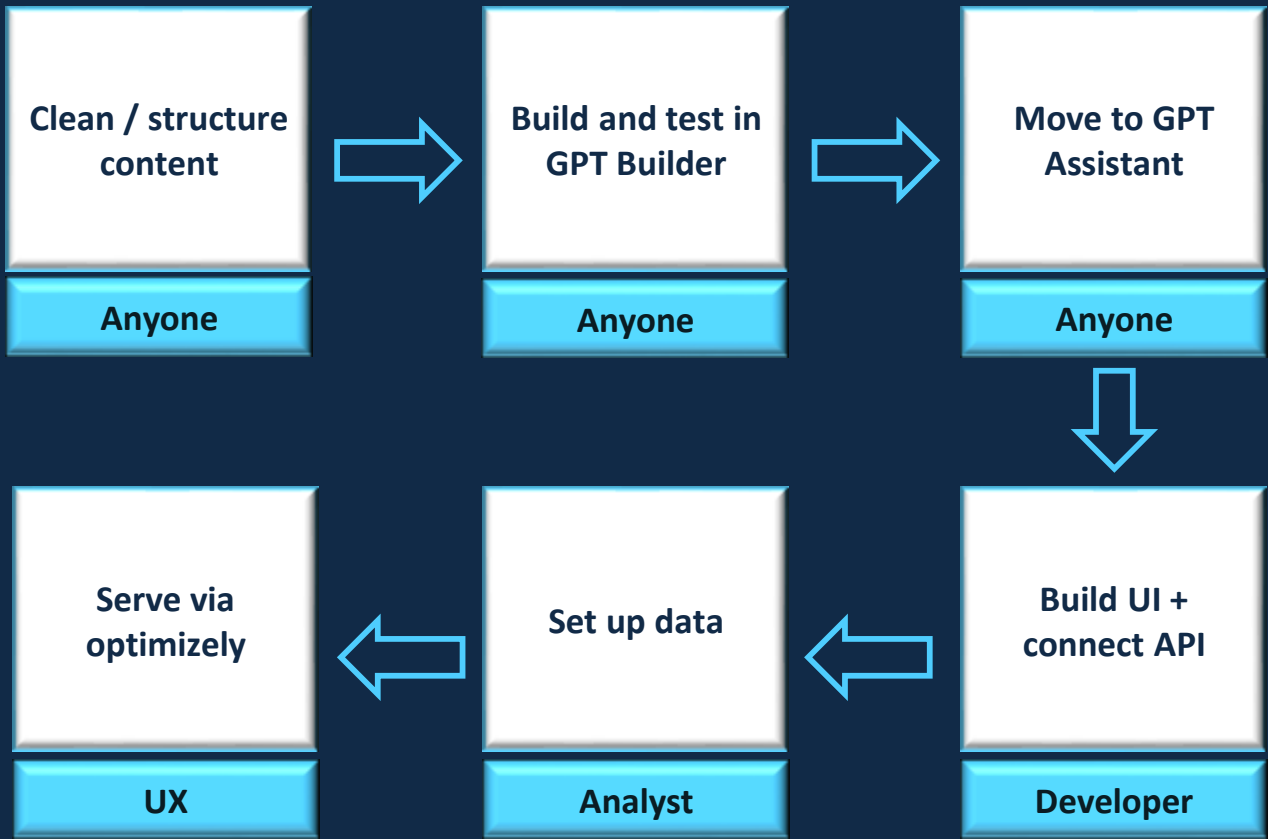 Clean / structure
content
Anyone
Build and test in
GPT Builder
Anyone
Move to GPT
Assistant
Anyone
Build UI +
connect API
Developer
Set up data
Analyst
Serve via
optimizely
UX